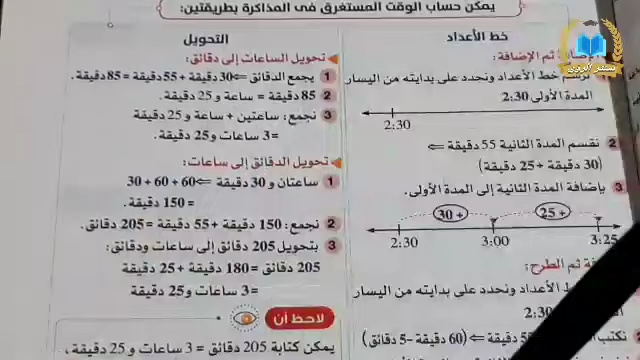 يمكن حساب الوقت المستغرق فى المذاكرة بطريقتين:
خط الأعداد
ثم الإضافة:
خط الأعداد ونحدد على بدايته من اليسار
المدة الأولى 2:30
2:30
2 نقسم المدة الثانية 55 دقيقة ⇐
(30 دقيقة + 25 دقيقة)
3 بإضافة المدة الثانية إلى المدة الأولى.
30 +
25 +
2:30 3:00 3:25
ثم الطرح:
خط الأعداد ونحدد على بدايته من اليسار
2:30
نكتب دقيقة ⇐ (60 دقيقة – 5 دقائق)
التحويل
تحويل الساعات إلى دقائق:
1 بجمع الدقائق ⇐ 30 دقيقة + 55 دقيقة = 85 دقيقة.
2 85 دقيقة = ساعة و 25 دقيقة.
3 نجمع: ساعتين + ساعة و 25 دقيقة
= 3 ساعات و 25 دقيقة.
تحويل الدقائق إلى ساعات:
1 ساعتان و 30 دقيقة ⇐ 60 + 60 + 30
= 150 دقيقة.
2 نجمع: 150 دقيقة + 55 دقيقة = 205 دقائق.
3 بتحويل 205 دقائق إلى ساعات ودقائق:
205 دقائق = 180 دقيقة + 25 دقيقة
= 3 ساعات و 25 دقيقة
لاحظ أن
يمكن كتابة 205 دقائق = 3 ساعات و 25 دقيقة،